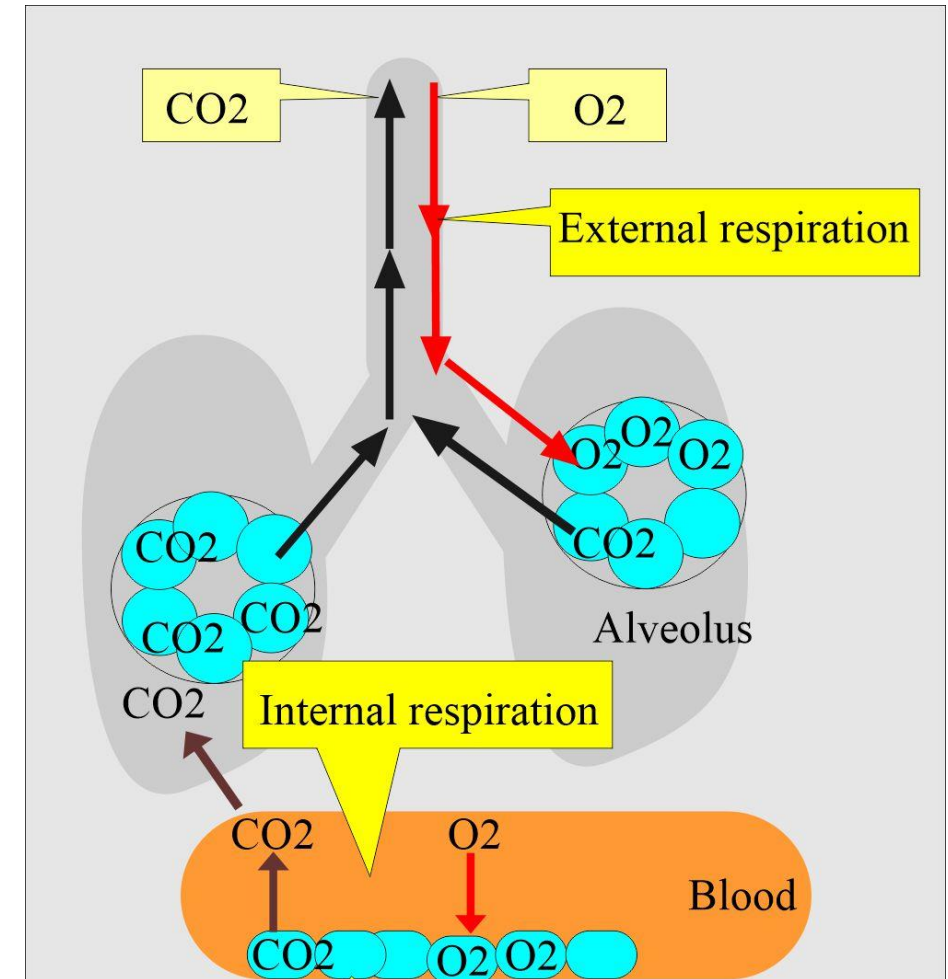 CO2
O2
External respiration
O2
O2
O2
CO2
CO2
CO2
CO2
Alveolus
CO2
Internal respiration
CO2
O2
Blood
CO2
O2
O2